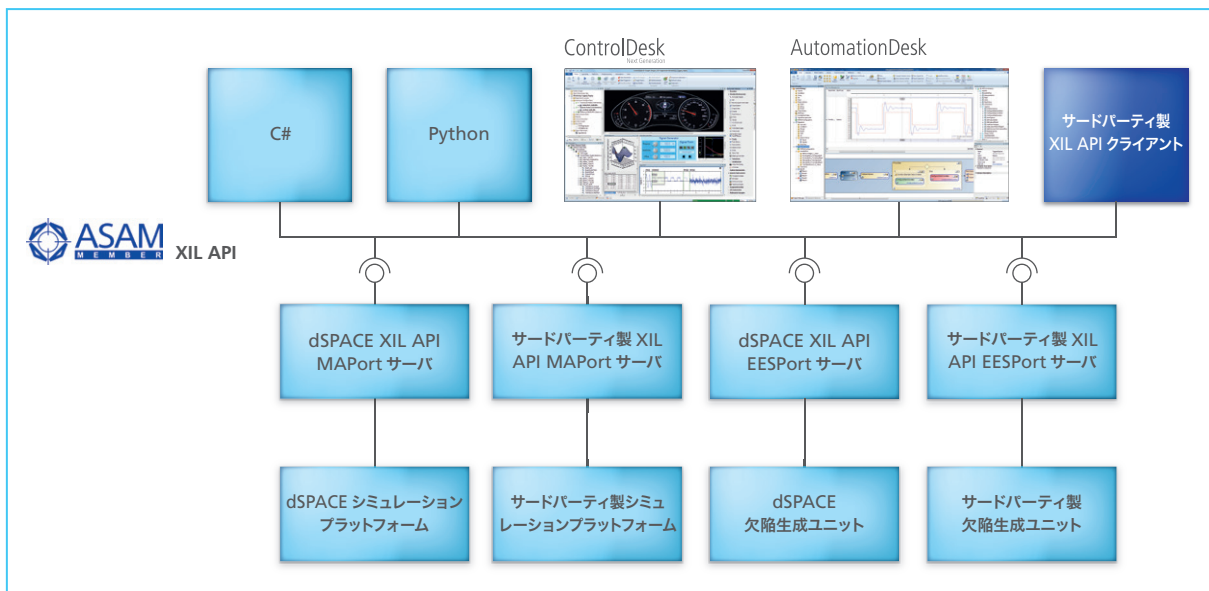 ControlDesk
Next Generation
AutomationDesk
C#
Python
サードパーティ製
XIL API クライアント
ASAM
MEMBER
XIL API
dSPACE XIL API
MAPort サーバ
サードパーティ製 XIL
API MAPort サーバ
dSPACE XIL API
EESPort サーバ
サードパーティ製 XIL
API EESPort サーバ
dSPACE シミュレーション
プラットフォーム
サードパーティ製シミュ
レーションプラットフォーム
dSPACE
欠陥生成ユニット
サードパーティ製
欠陥生成ユニット